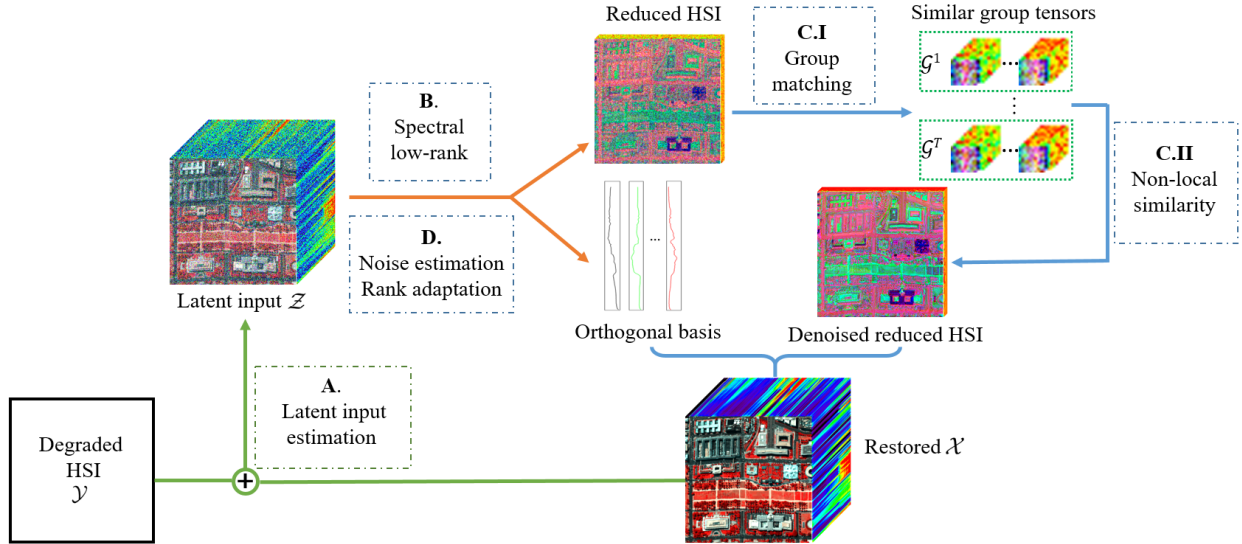 Reduced HSI
C.I
Group
matching
Similar group tensors
𝒢¹
...
⋮
𝒢ᵀ
...
C.II
Non-local
similarity
B.
Spectral
low-rank
D.
Noise estimation
Rank adaptation
Latent input 𝒵
...
Orthogonal basis
Denoised reduced HSI
A.
Latent input
estimation
Degraded
HSI
𝒴
+
Restored 𝒳